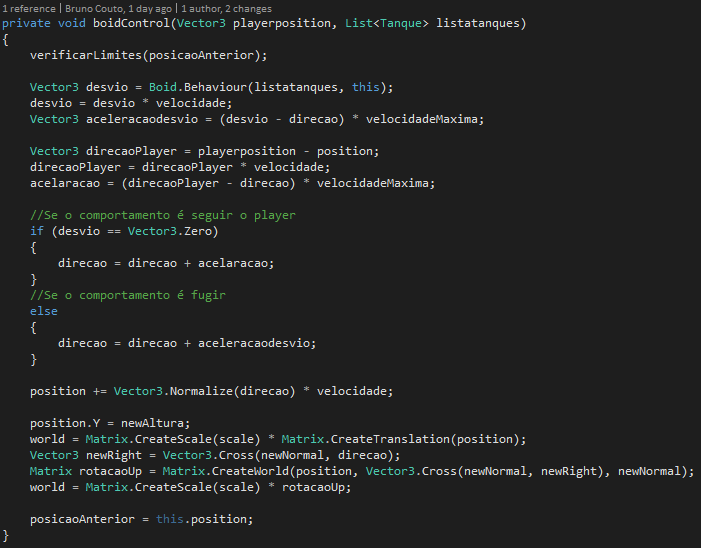 1 reference | Bruno Couto, 1 day ago | 1 author, 2 changes
private void boidControl(Vector3 playerposition, List<Tanque> listatanques)
{
    verificarLimites(posicaoAnterior);

    Vector3 desvio = Boid.Behaviour(listatanques, this);
    desvio = desvio * velocidade;
    Vector3 aceleracaodesvio = (desvio - direcao) * velocidadeMaxima;

    Vector3 direcaoPlayer = playerposition - position;
    direcaoPlayer = direcaoPlayer * velocidade;
    acelaracao = (direcaoPlayer - direcao) * velocidadeMaxima;

    //Se o comportamento é seguir o player
    if (desvio == Vector3.Zero)
    {
        direcao = direcao + acelaracao;
    }
    //Se o comportamento é fugir
    else
    {
        direcao = direcao + aceleracaodesvio;
    }

    position += Vector3.Normalize(direcao) * velocidade;

    position.Y = newAltura;
    world = Matrix.CreateScale(scale) * Matrix.CreateTranslation(position);
    Vector3 newRight = Vector3.Cross(newNormal, direcao);
    Matrix rotacaoUp = Matrix.CreateWorld(position, Vector3.Cross(newNormal, newRight), newNormal);
    world = Matrix.CreateScale(scale) * rotacaoUp;

    posicaoAnterior = this.position;
}